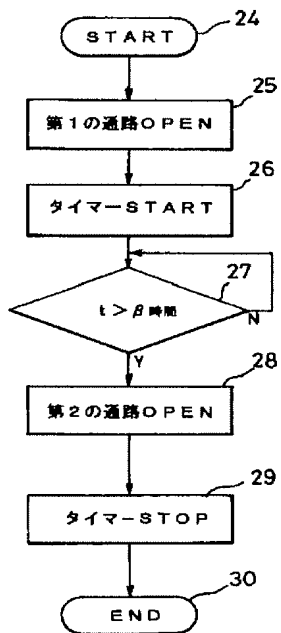 START
24
25
第1の通路OPEN
26
タイマーSTART
27
t>β時間
N
Y
28
第2の通路OPEN
29
タイマーSTOP
30
END